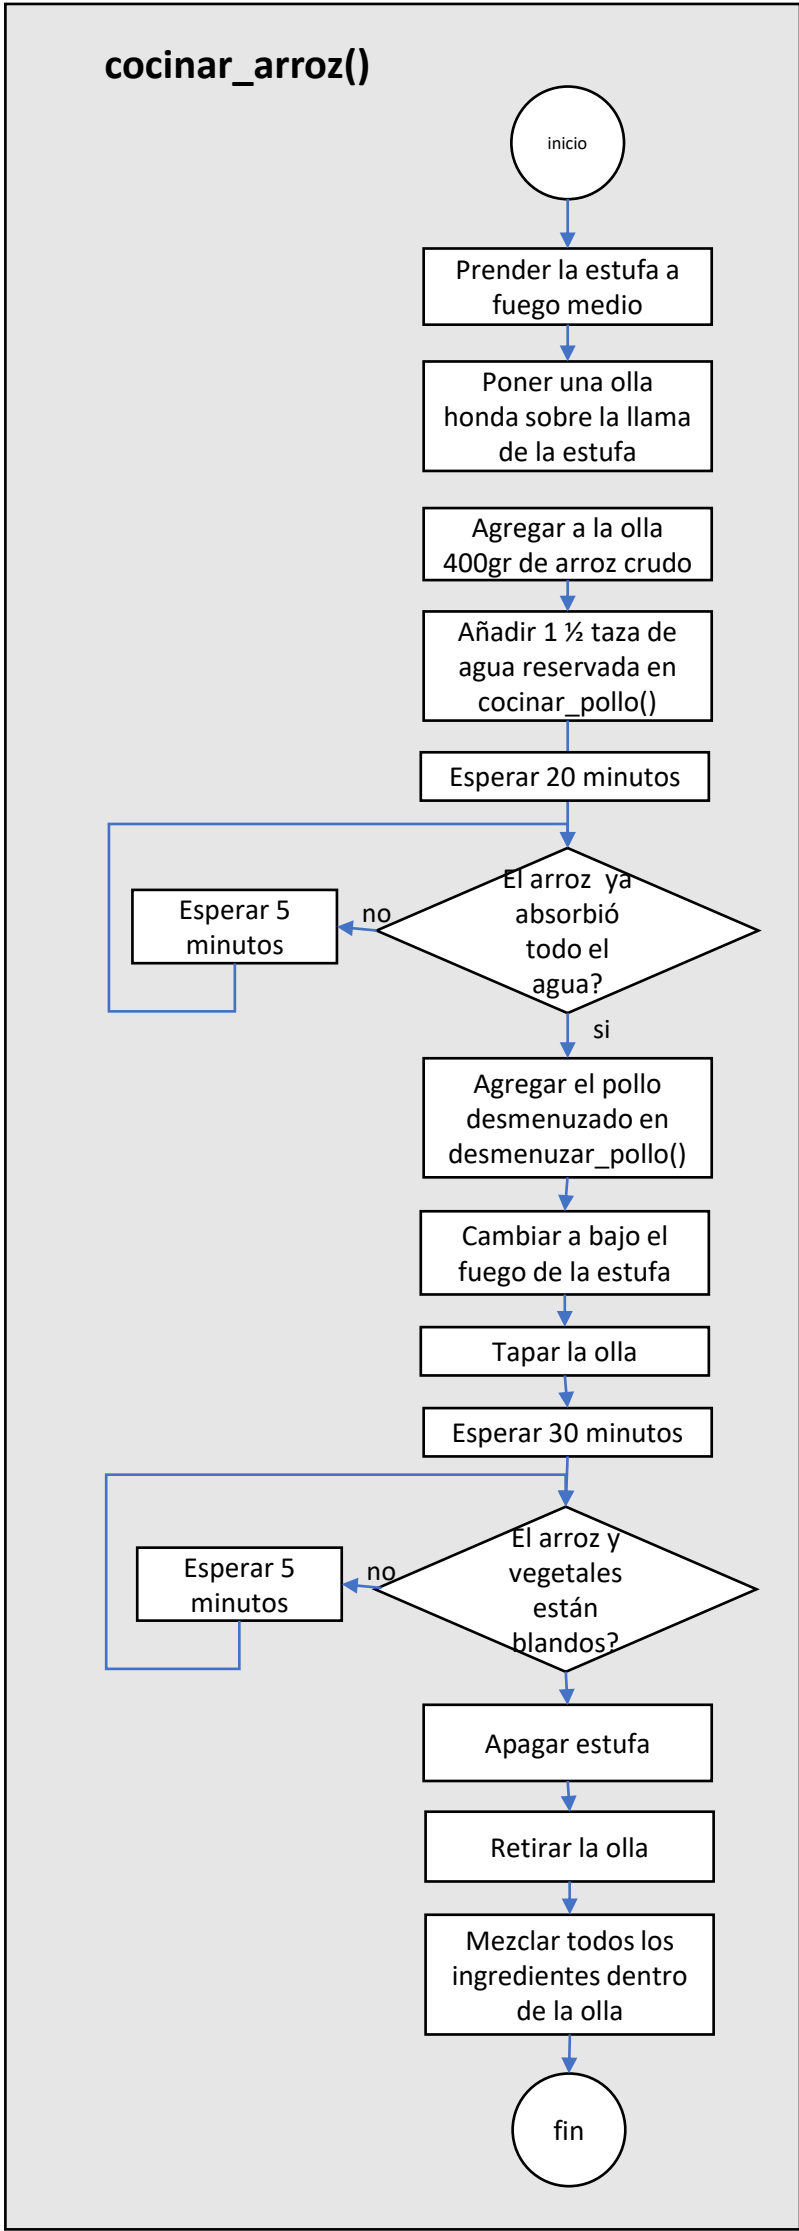 cocinar_arroz()
inicio
Prender la estufa a
fuego medio
Poner una olla
honda sobre la llama
de la estufa
Agregar a la olla
400gr de arroz crudo
Añadir 1 ½ taza de
agua reservada en
cocinar_pollo()
Esperar 20 minutos
El arroz  ya
absorbió
todo el
agua?
no
Esperar 5
minutos
si
Agregar el pollo
desmenuzado en
desmenuzar_pollo()
Cambiar a bajo el
fuego de la estufa
Tapar la olla
Esperar 30 minutos
El arroz y
vegetales
están
blandos?
no
Esperar 5
minutos
Apagar estufa
Retirar la olla
Mezclar todos los
ingredientes dentro
de la olla
fin